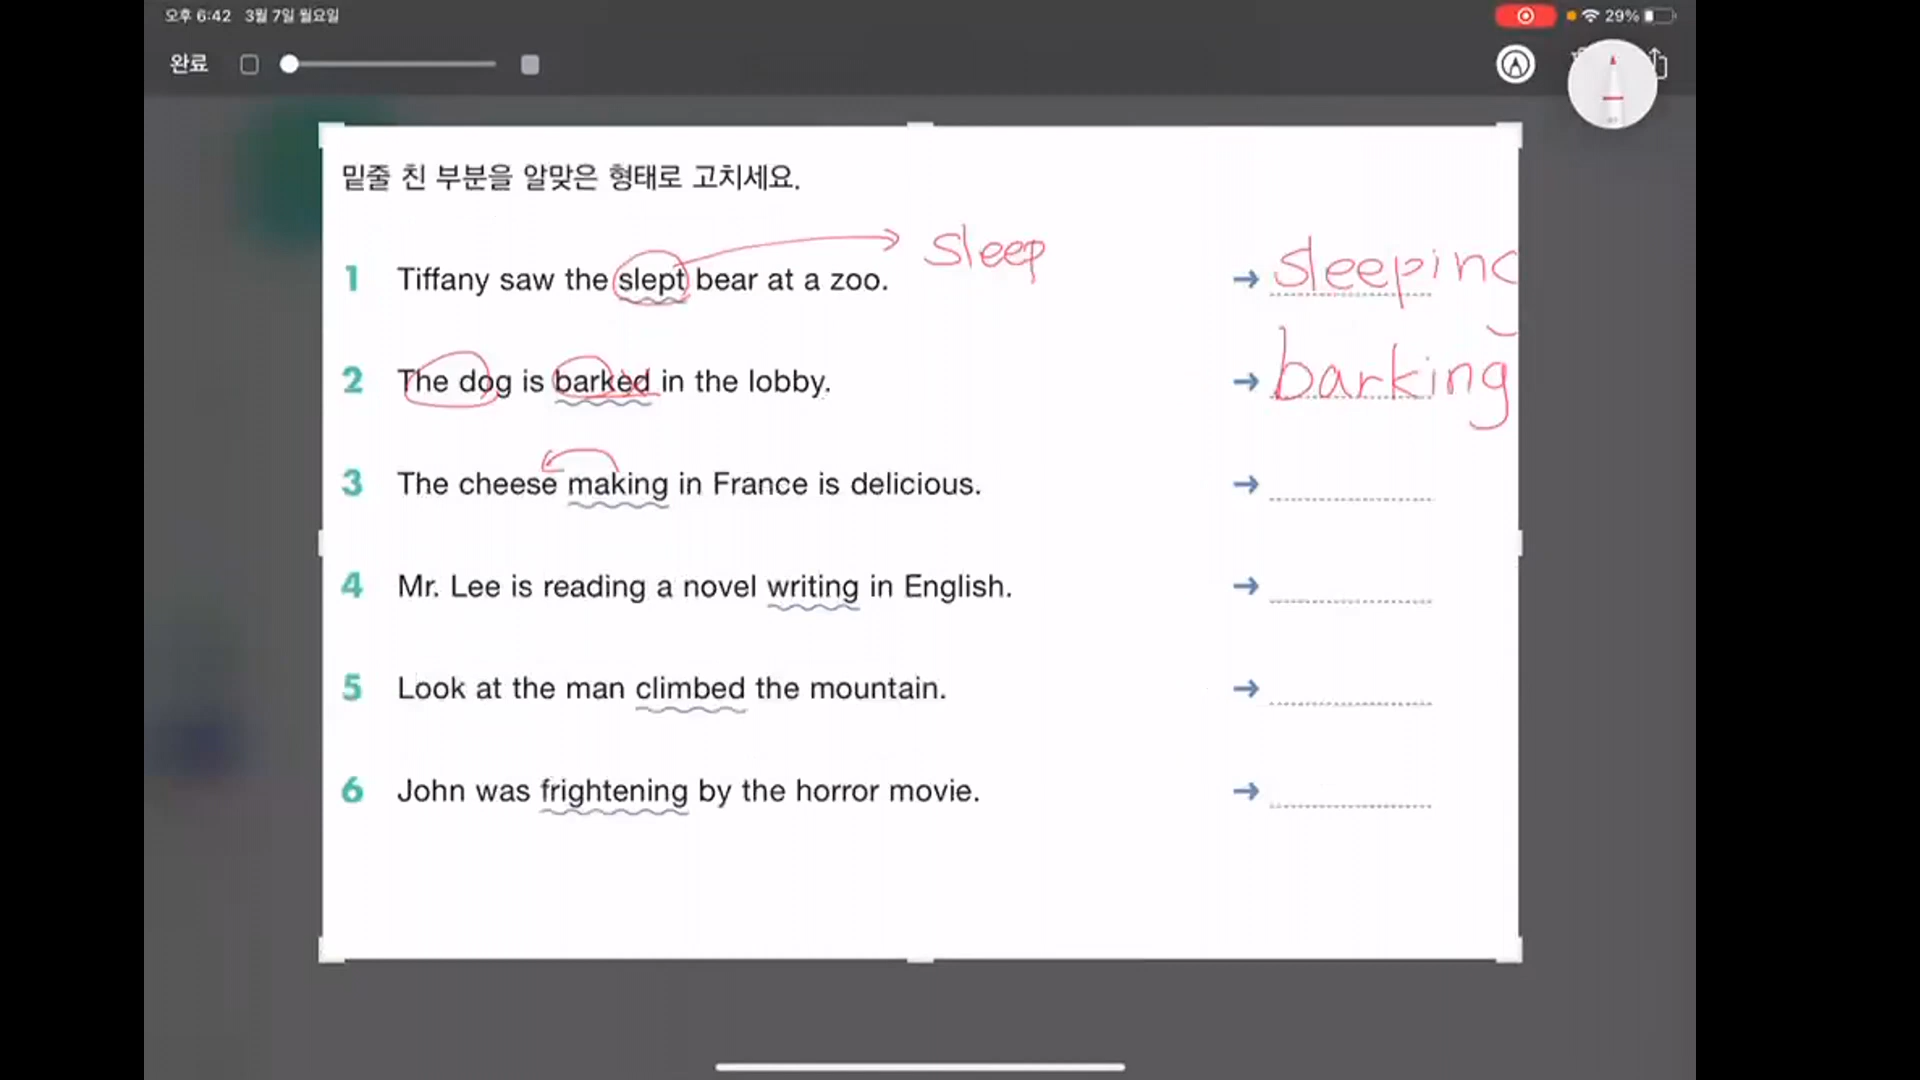 오후 6:42 3월 7일 월요일 29%
완료
밑줄 친 부분을 알맞은 형태로 고치세요.
sleep
1 Tiffany saw the slept bear at a zoo. → sleeping
2 The dog is barked in the lobby. → barking
3 The cheese making in France is delicious. →
4 Mr. Lee is reading a novel writing in English. →
5 Look at the man climbed the mountain. →
6 John was frightening by the horror movie. →